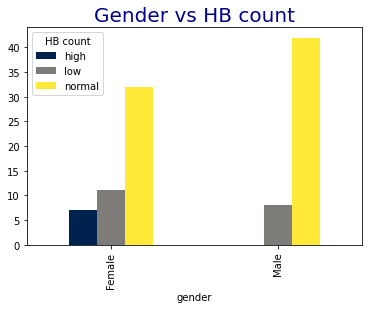 Gender vs HB count
HB count
high
low
normal
40
35
30
25
20
15
10
5
0
Female
Male
gender